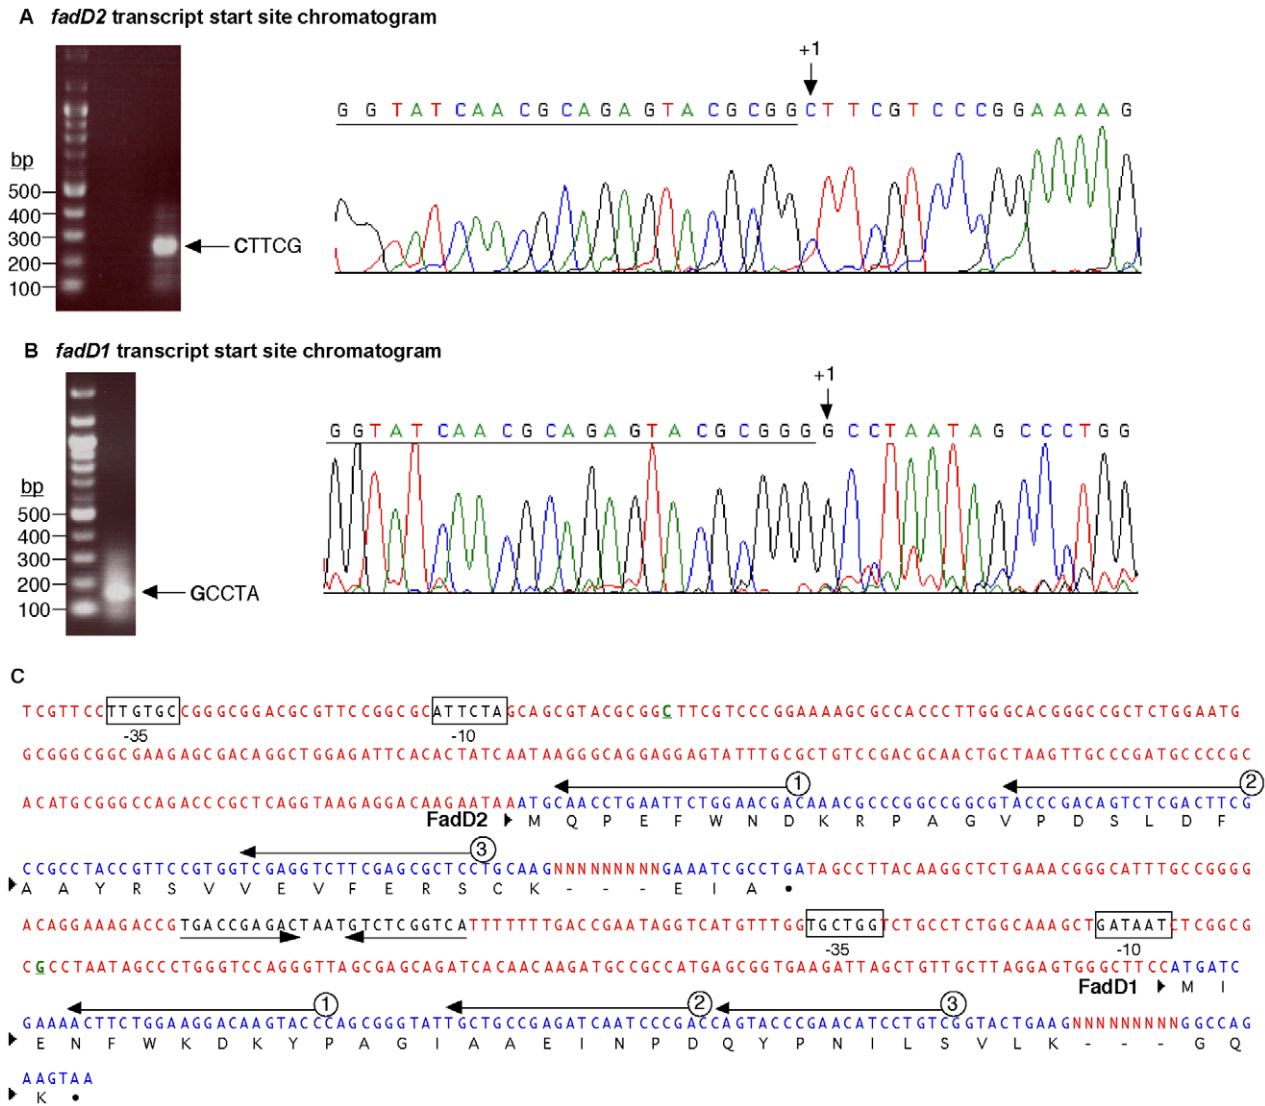 A fadD2 transcript start site chromatogram
+1
G G T A T C A A C G C A G A G T A C G C G G C T T C G T C C C G G A A A A G
bp
500
400
300
200
100
CTTCG
B fadD1 transcript start site chromatogram
+1
G G T A T C A A C G C A G A G T A C G C G G G G C C T A A T A G C C C T G G
bp
500
400
300
200
100
GCCTA
C
TCGTTCCTTGTGCCGGGCGGACGCGTTCCGGCGCATTCTAGCAGCGTACGCGGCTTCGTCCCGGAAAAGCGCCACCCTTGGGCACGGGCCGCTCTGGAATG
-35 -10
GCGGGCGGCGAAGAGCGACAGGCTGGAGATTCACACTATCAATAAGGGCAGGAGGAGTATTTGCGCTGTCCGACGCAACTGCTAAGTTGCCCGATGCCCCGC
1 2
ACATGCGGGCCAGACCCGCTCAGGTAAGAGGACAAGAATAAATGCAACCTGAATTCTGGAACGACAAACGCCCGGCCGGCGTACCCGACAGTCTCGACTTCG
FadD2 M Q P E F W N D K R P A G V P D S L D F
3
CCGCCTACCGTTCCGTGGTCGAGGTCTTCGAGCGCTCCTGCAAGNNNNNNNNNGAAATCGCCTGATAGCCTTACAAGGCTCTGAAACGGGCATTTGCCGGGG
A A Y R S V V E V F E R S C K - - - E I A •
ACAGGAAAGACCGTGACCGAGACTAATGTCTCGGTCATTTTTTTGACCGAATAGGTCATGTTTGGTGCTGGTCTGCCTCTGGCAAAGCTGATAATCTCGGCG
-35 -10
CGCCTAATAGCCCTGGGTCCAGGGTTAGCGAGCAGATCACAACAAGATGCCGCCATGAGCGGTGAAGATTAGCTGTTGCTTAGGAGTGGGCTTCCATGATC
FadD1 M I
1 2 3
GAAAACTTCTGGAAGGACAAGTACCCAGCGGGTATTGCTGCCGAGATCAATCCCGACCAGTACCCGAACATCCTGTCGGTACTGAAGNNNNNNNNNGGCCAG
E N F W K D K Y P A G I A A E I N P D Q Y P N I L S V L K - - - G Q
AAGTAA
K •